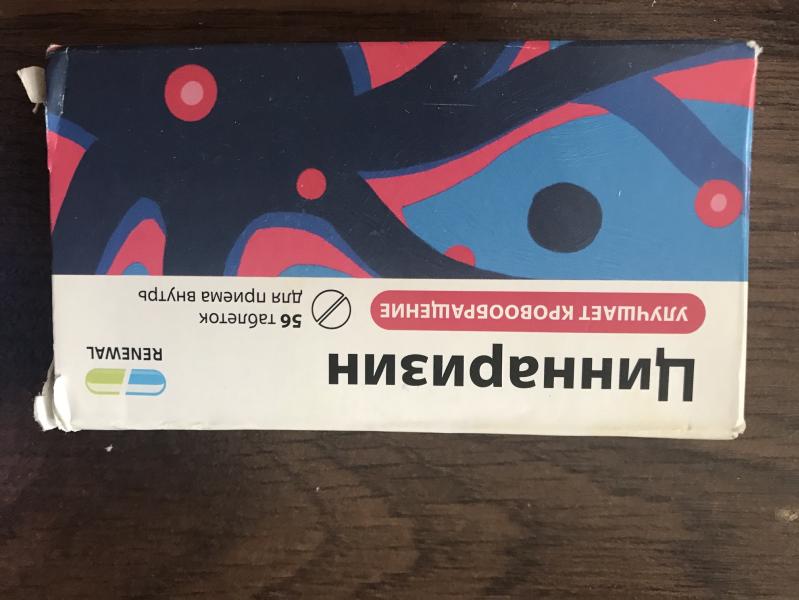 Циннаризин
УЛУЧШАЕТ КРОВООБРАЩЕНИЕ
RENEWAL
56 таблеток
для приема внутрь